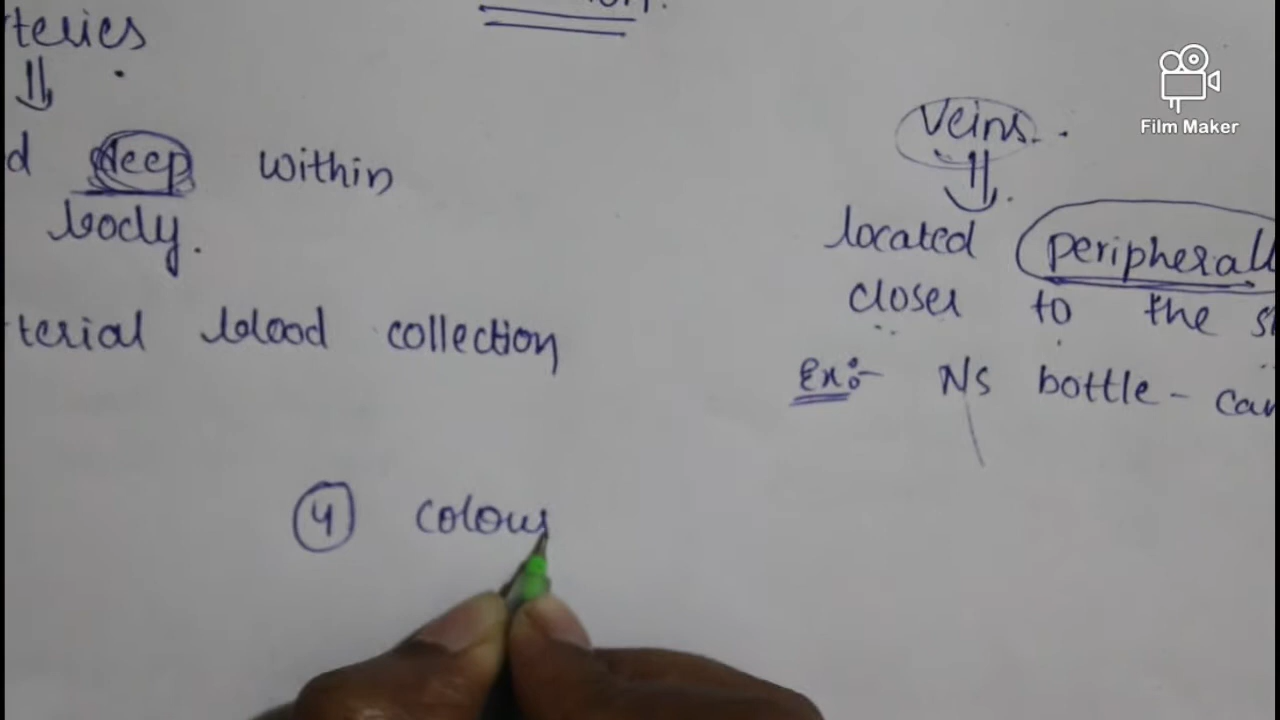 teries
Veins.
d deep within
body.
located peripherall
closer to the s
terial blood collection
Ex:- NS bottle - can
4 colour
Film Maker